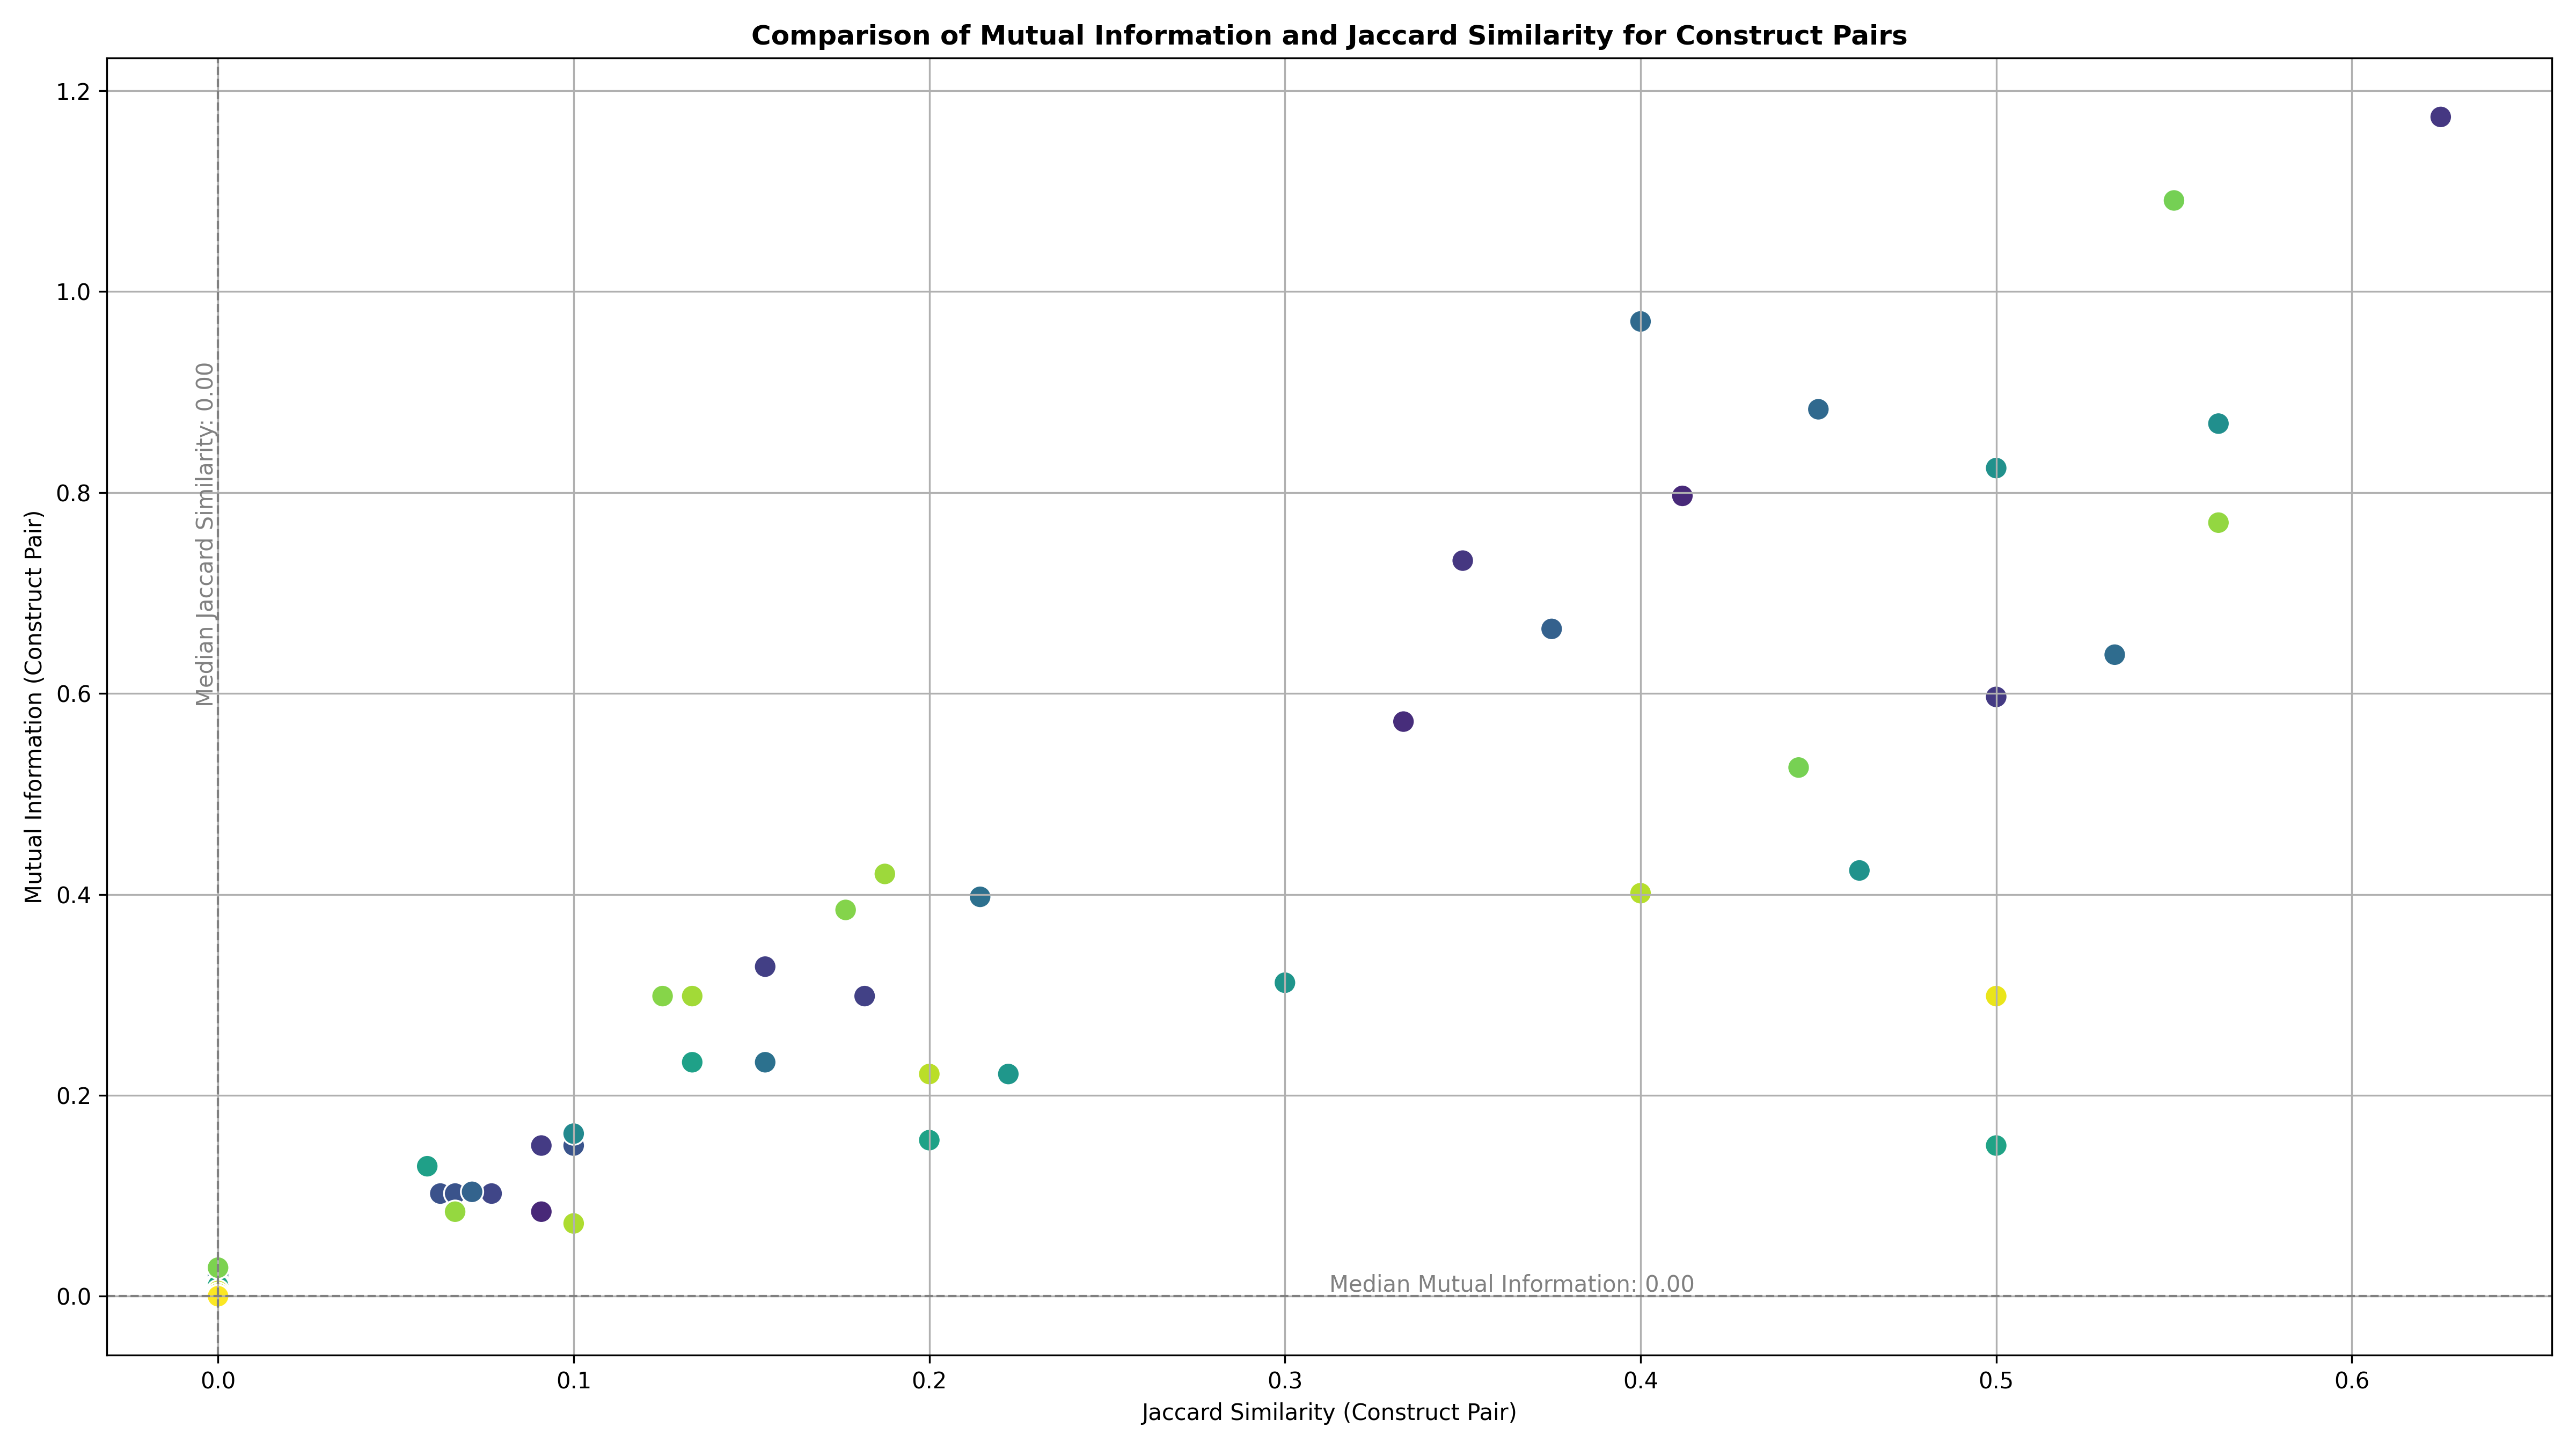 Comparison of Mutual Information and Jaccard Similarity for Construct Pairs
Mutual Information (Construct Pair)
1.2
1.0
0.8
0.6
0.4
0.2
0.0
Median Jaccard Similarity: 0.00
Median Mutual Information: 0.00
0.0 0.1 0.2 0.3 0.4 0.5 0.6
Jaccard Similarity (Construct Pair)